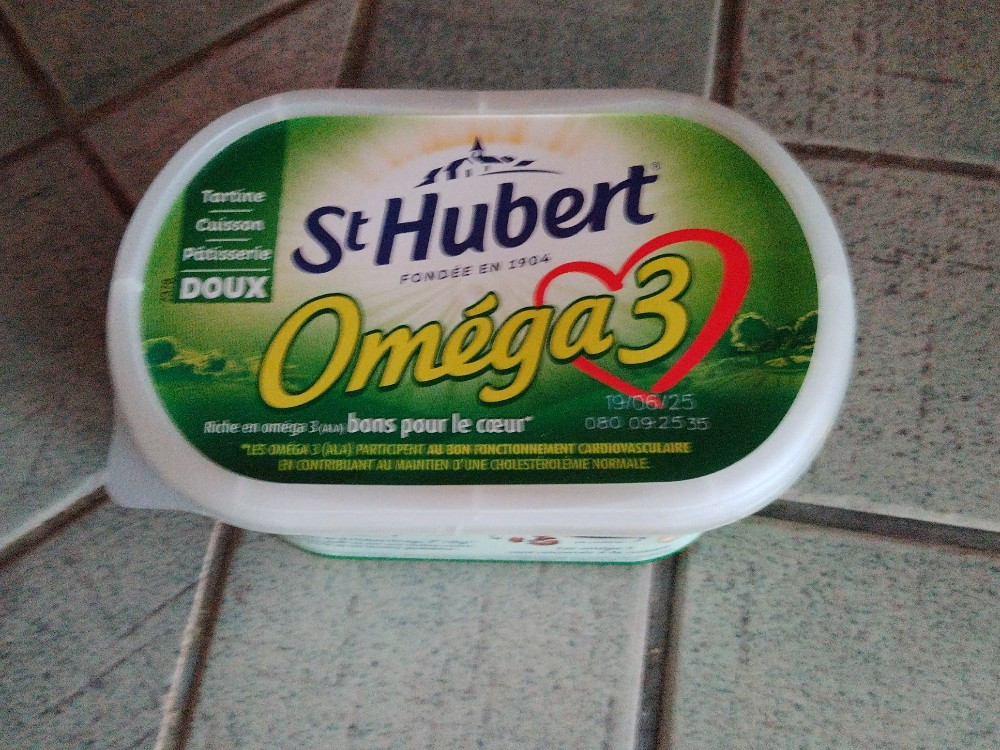 Tartine
Cuisson
Pâtisserie
DOUX
St Hubert®
FONDÉE EN 1904
Oméga 3
19/06/25
080 09:25 35
Riche en oméga 3 (ALA) bons pour le cœur*
*LES OMÉGA 3 (ALA) PARTICIPENT AU BON FONCTIONNEMENT CARDIOVASCULAIRE
EN CONTRIBUANT AU MAINTIEN D'UNE CHOLESTÉROLÉMIE NORMALE.